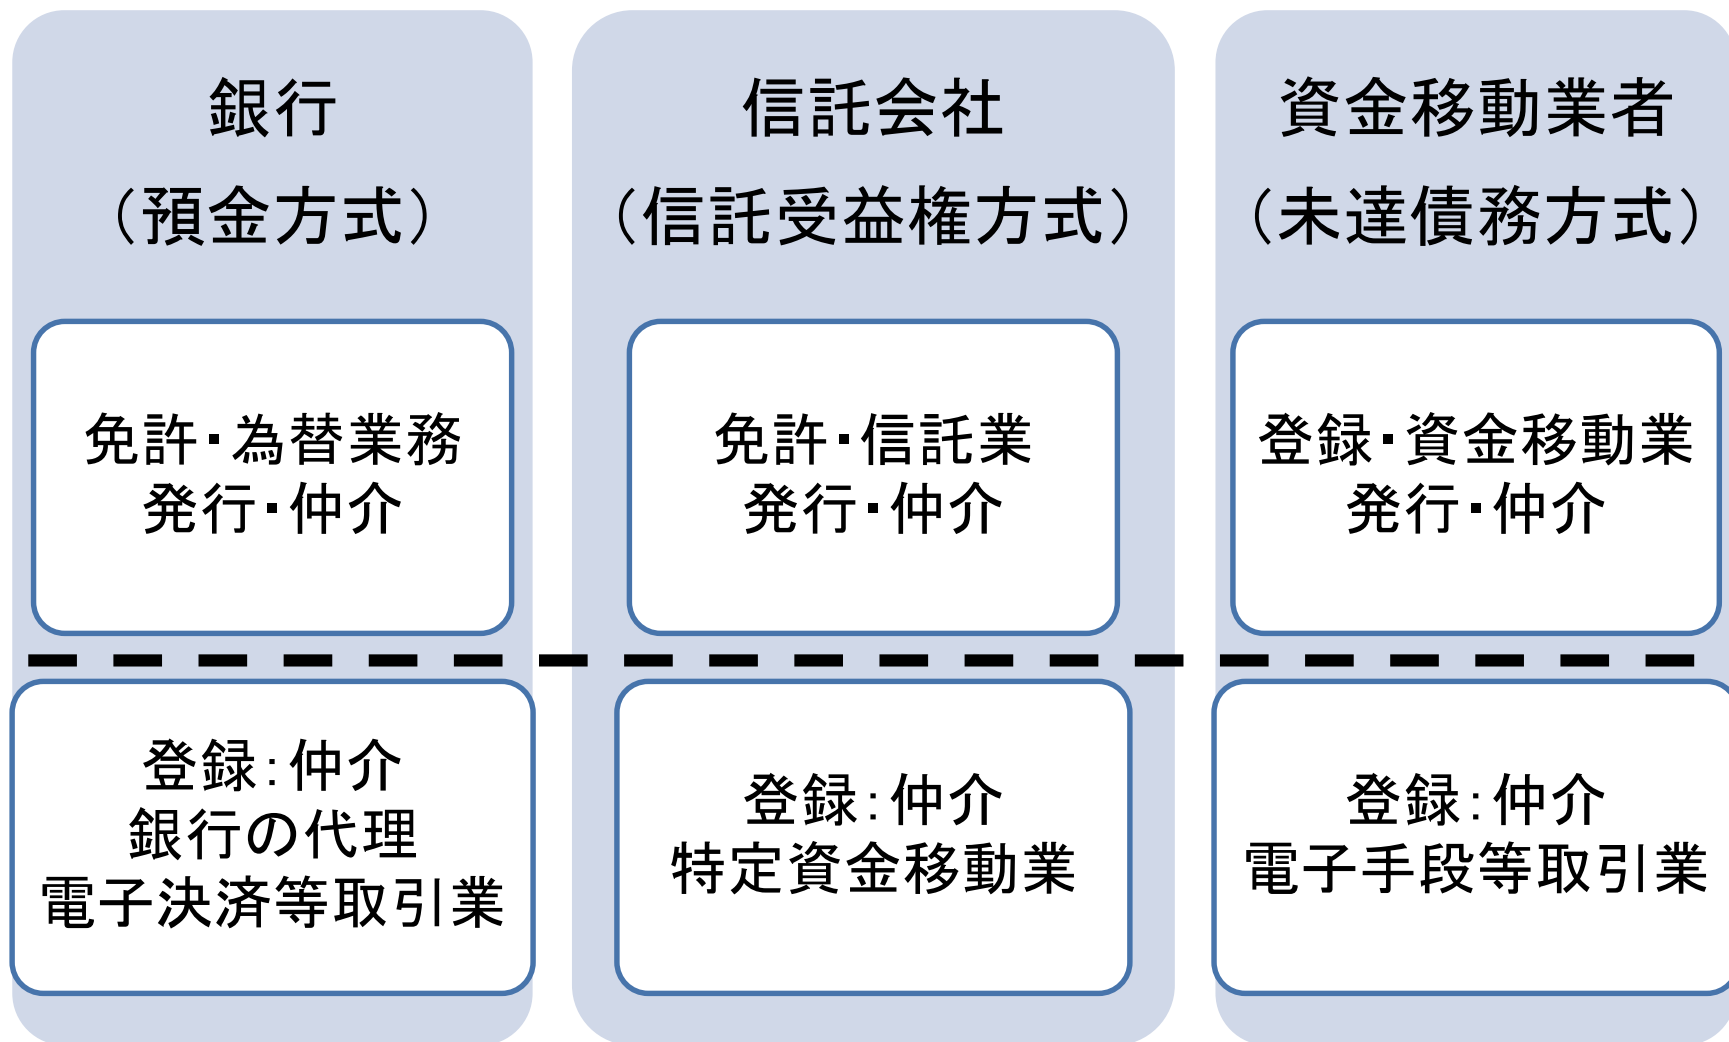 銀行
（預金方式）
免許・為替業務
発行・仲介
登録：仲介
銀行の代理
電子決済等取引業
信託会社
（信託受益権方式）
免許・信託業
発行・仲介
登録：仲介
特定資金移動業
資金移動業者
（未達債務方式）
登録・資金移動業
発行・仲介
登録：仲介
電子手段等取引業